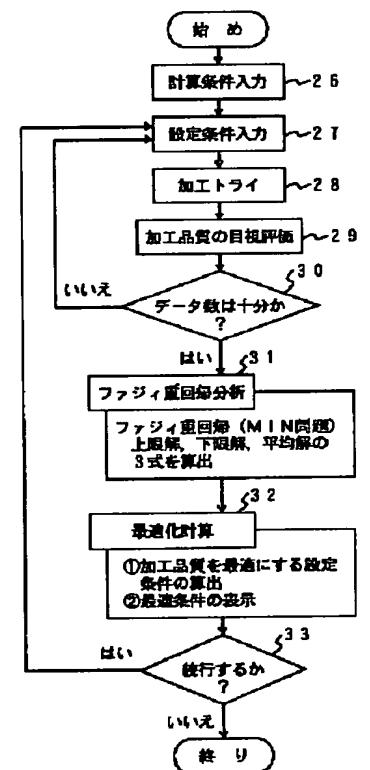 始 め
計算条件入力 26
設定条件入力 27
加工トライ 28
加工品質の目視評価 29
30
いいえ
データ数は十分か
?
はい
31
ファジィ重回帰分析
ファジィ重回帰(MIN問題)
上限解,下限解,平均解の
3式を算出
32
最適化計算
①加工品質を最適にする設定
条件の算出
②最適条件の表示
33
はい
続行するか
?
いいえ
終 り